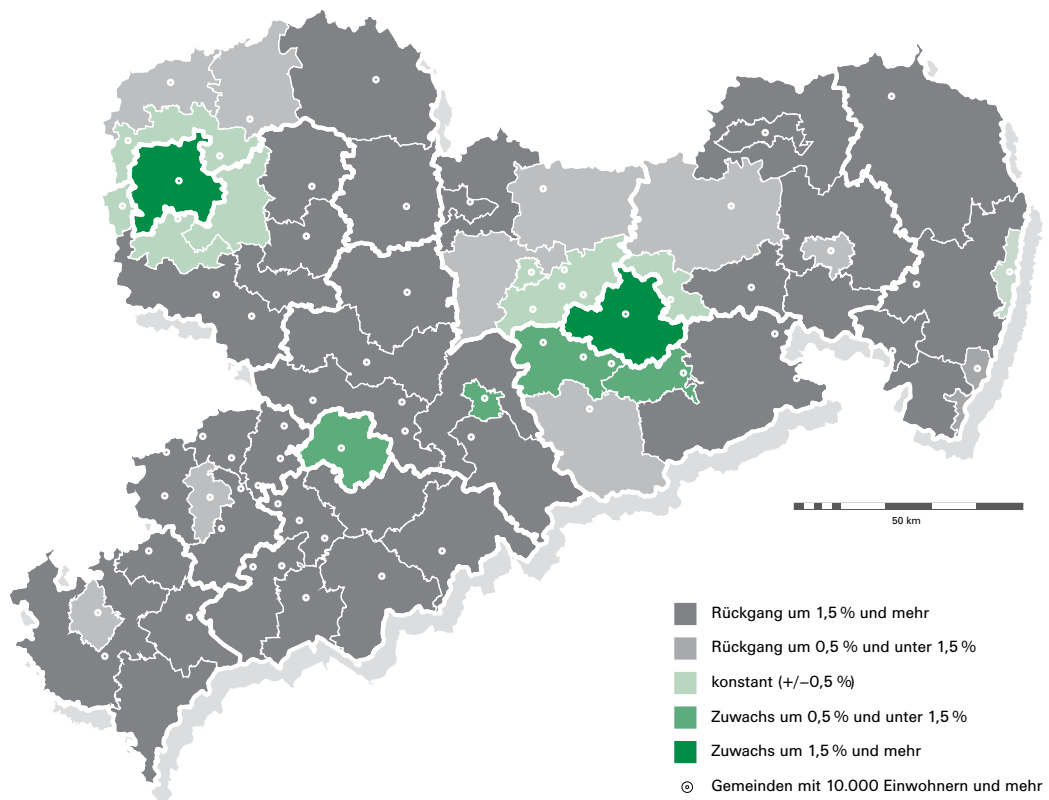 50 km
Rückgang um 1,5 % und mehr
Rückgang um 0,5 % und unter 1,5 %
konstant (+/–0,5 %)
Zuwachs um 0,5 % und unter 1,5 %
Zuwachs um 1,5 % und mehr
Gemeinden mit 10.000 Einwohnern und mehr